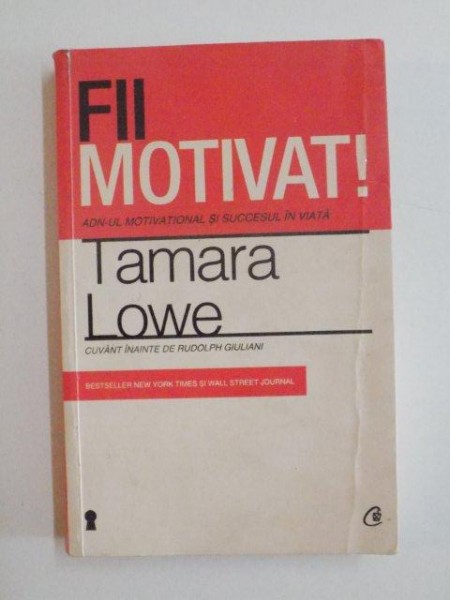 FII
MOTIVAT!
ADN-UL MOTIVAȚIONAL ȘI SUCCESUL ÎN VIAȚĂ
Tamara
Lowe
CUVÂNT ÎNAINTE DE RUDOLPH GIULIANI
BESTSELLER NEW YORK TIMES ȘI WALL STREET JOURNAL